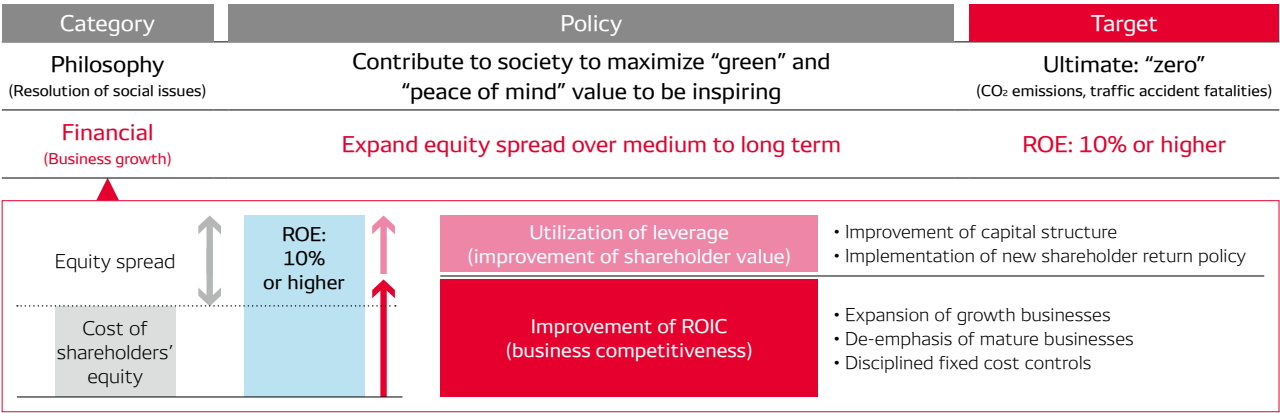 Category
Policy
Target
Philosophy
(Resolution of social issues)
Contribute to society to maximize “green” and
“peace of mind” value to be inspiring
Ultimate: “zero”
(CO₂ emissions, traffic accident fatalities)
Financial
(Business growth)
Expand equity spread over medium to long term
ROE: 10% or higher
Equity spread
Cost of
shareholders’
equity
ROE:
10%
or higher
Utilization of leverage
(improvement of shareholder value)
• Improvement of capital structure
• Implementation of new shareholder return policy
Improvement of ROIC
(business competitiveness)
• Expansion of growth businesses
• De-emphasis of mature businesses
• Disciplined fixed cost controls